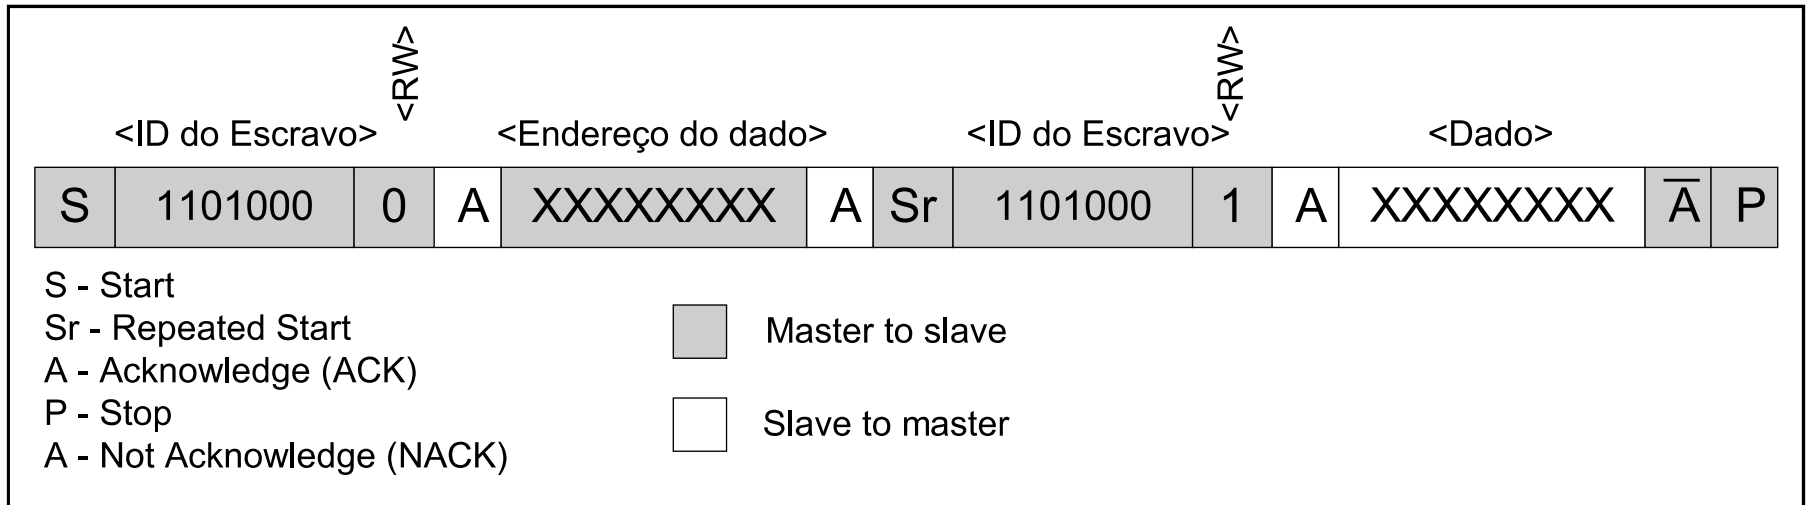 <RW> <RW>
<ID do Escravo> <Endereço do dado> <ID do Escravo> <Dado>
S 1101000 0 A XXXXXXXX A Sr 1101000 1 A XXXXXXXX A̅ P
S - Start
Sr - Repeated Start
A - Acknowledge (ACK)
P - Stop
A - Not Acknowledge (NACK)
Master to slave
Slave to master